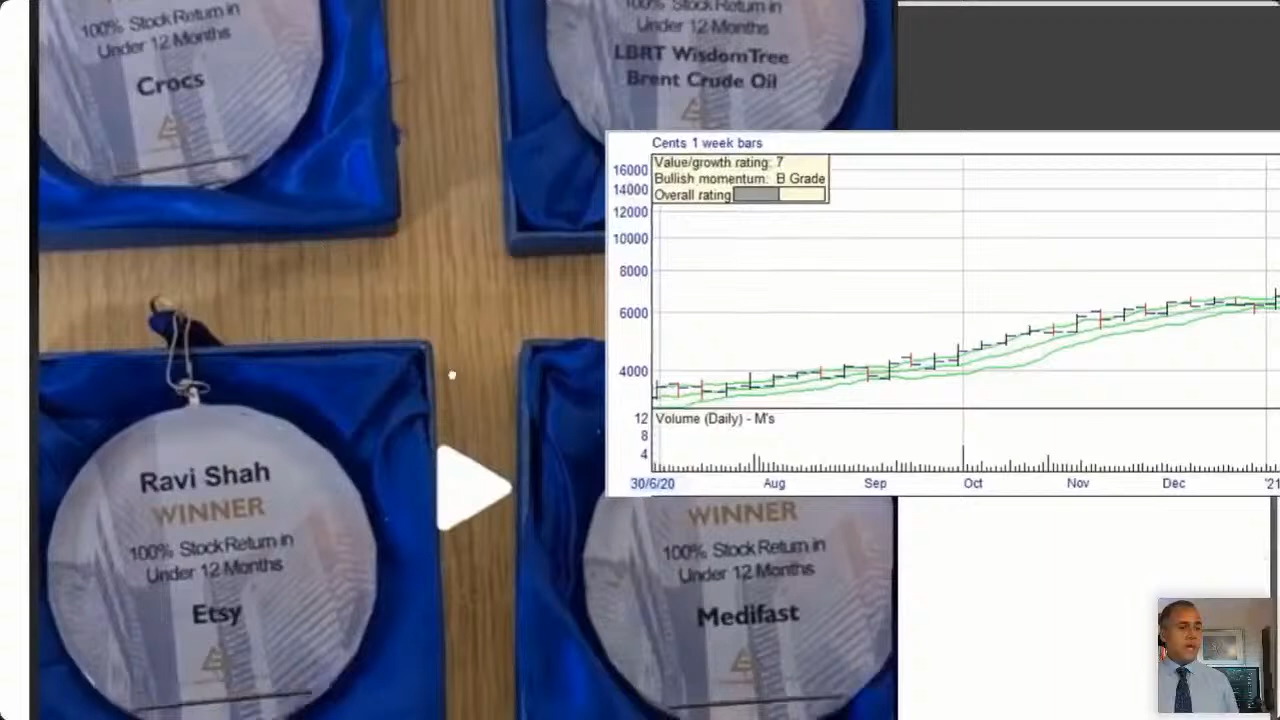 100% Stock Return in
Under 12 Months
Crocs
100% Stock Return in
Under 12 Months
LBRT WisdomTree
Brent Crude Oil
Cents 1 week bars
Value/growth rating: 7
Bullish momentum: B Grade
Overall rating
16000
14000
12000
10000
8000
6000
4000
12
8
4
Volume (Daily) - M's
30/6/20
Aug
Sep
Oct
Nov
Dec
'21
Ravi Shah
WINNER
100% Stock Return in
Under 12 Months
Etsy
WINNER
100% Stock Return in
Under 12 Months
Medifast